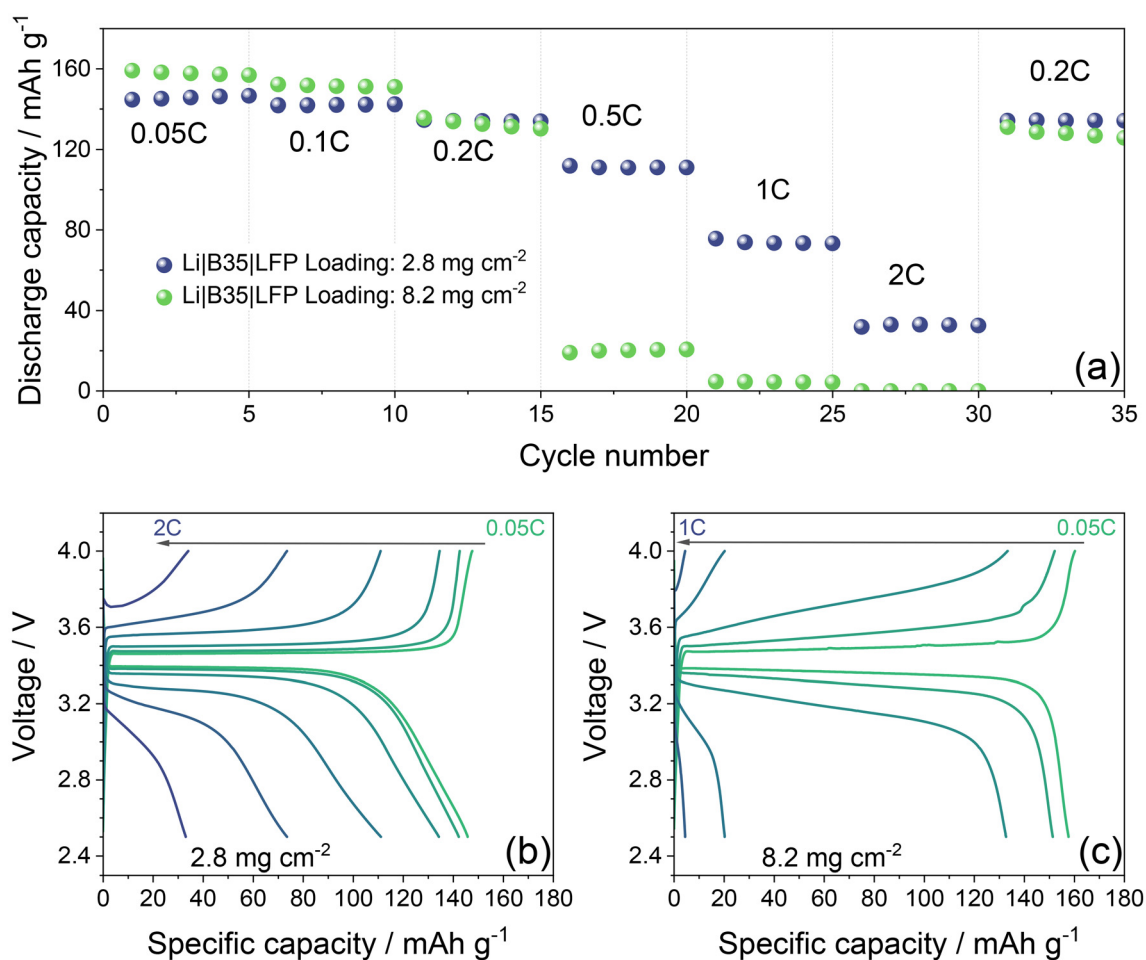 160
120
80
40
0
Discharge capacity / mAh g⁻¹
0.05C
0.1C
0.2C
0.5C
1C
2C
0.2C
Li|B35|LFP Loading: 2.8 mg cm⁻²
Li|B35|LFP Loading: 8.2 mg cm⁻²
(a)
0 5 10 15 20 25 30 35
Cycle number
2C 0.05C
4.0
3.6
3.2
2.8
2.4
Voltage / V
2.8 mg cm⁻²
(b)
0 20 40 60 80 100 120 140 160 180
Specific capacity / mAh g⁻¹
1C 0.05C
4.0
3.6
3.2
2.8
2.4
Voltage / V
8.2 mg cm⁻²
(c)
0 20 40 60 80 100 120 140 160 180
Specific capacity / mAh g⁻¹